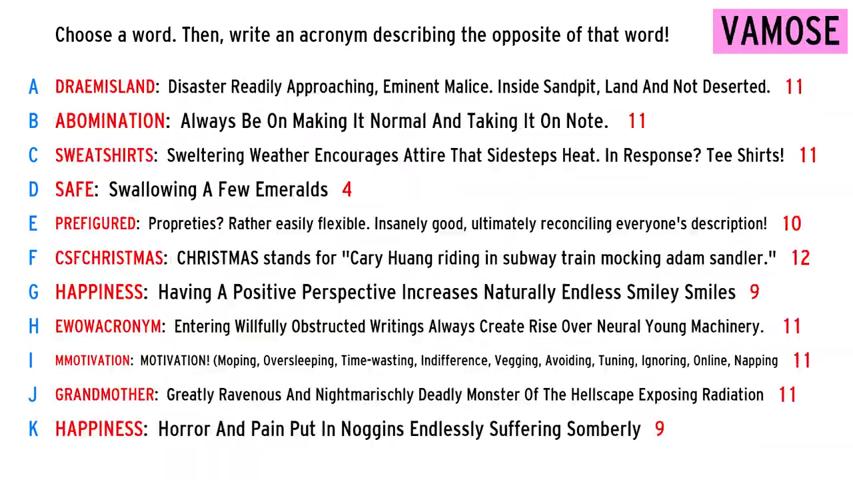 Choose a word. Then, write an acronym describing the opposite of that word!
VAMOSE
A DRAEMISLAND: Disaster Readily Approaching, Eminent Malice. Inside Sandpit, Land And Not Deserted. 11
B ABOMINATION: Always Be On Making It Normal And Taking It On Note. 11
C SWEATSHIRTS: Sweltering Weather Encourages Attire That Sidesteps Heat. In Response? Tee Shirts! 11
D SAFE: Swallowing A Few Emeralds 4
E PREFIGURED: Propreties? Rather easily flexible. Insanely good, ultimately reconciling everyone's description! 10
F CSFCHRISTMAS: CHRISTMAS stands for "Cary Huang riding in subway train mocking adam sandler." 12
G HAPPINESS: Having A Positive Perspective Increases Naturally Endless Smiley Smiles 9
H EWOWACRONYM: Entering Willfully Obstructed Writings Always Create Rise Over Neural Young Machinery. 11
I MMOTIVATION: MOTIVATION! (Moping, Oversleeping, Time-wasting, Indifference, Vegging, Avoiding, Tuning, Ignoring, Online, Napping 11
J GRANDMOTHER: Greatly Ravenous And Nightmarischly Deadly Monster Of The Hellscape Exposing Radiation 11
K HAPPINESS: Horror And Pain Put In Noggins Endlessly Suffering Somberly 9